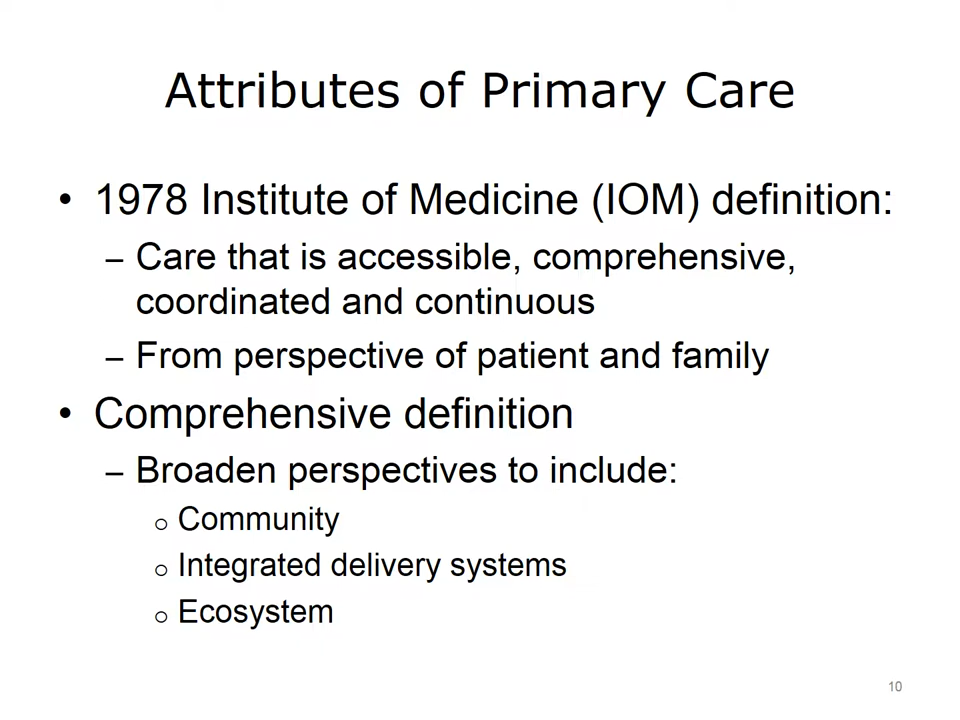 Attributes of Primary Care
• 1978 Institute of Medicine (IOM) definition:
– Care that is accessible, comprehensive,
coordinated and continuous
– From perspective of patient and family
• Comprehensive definition
– Broaden perspectives to include:
o Community
o Integrated delivery systems
o Ecosystem
10